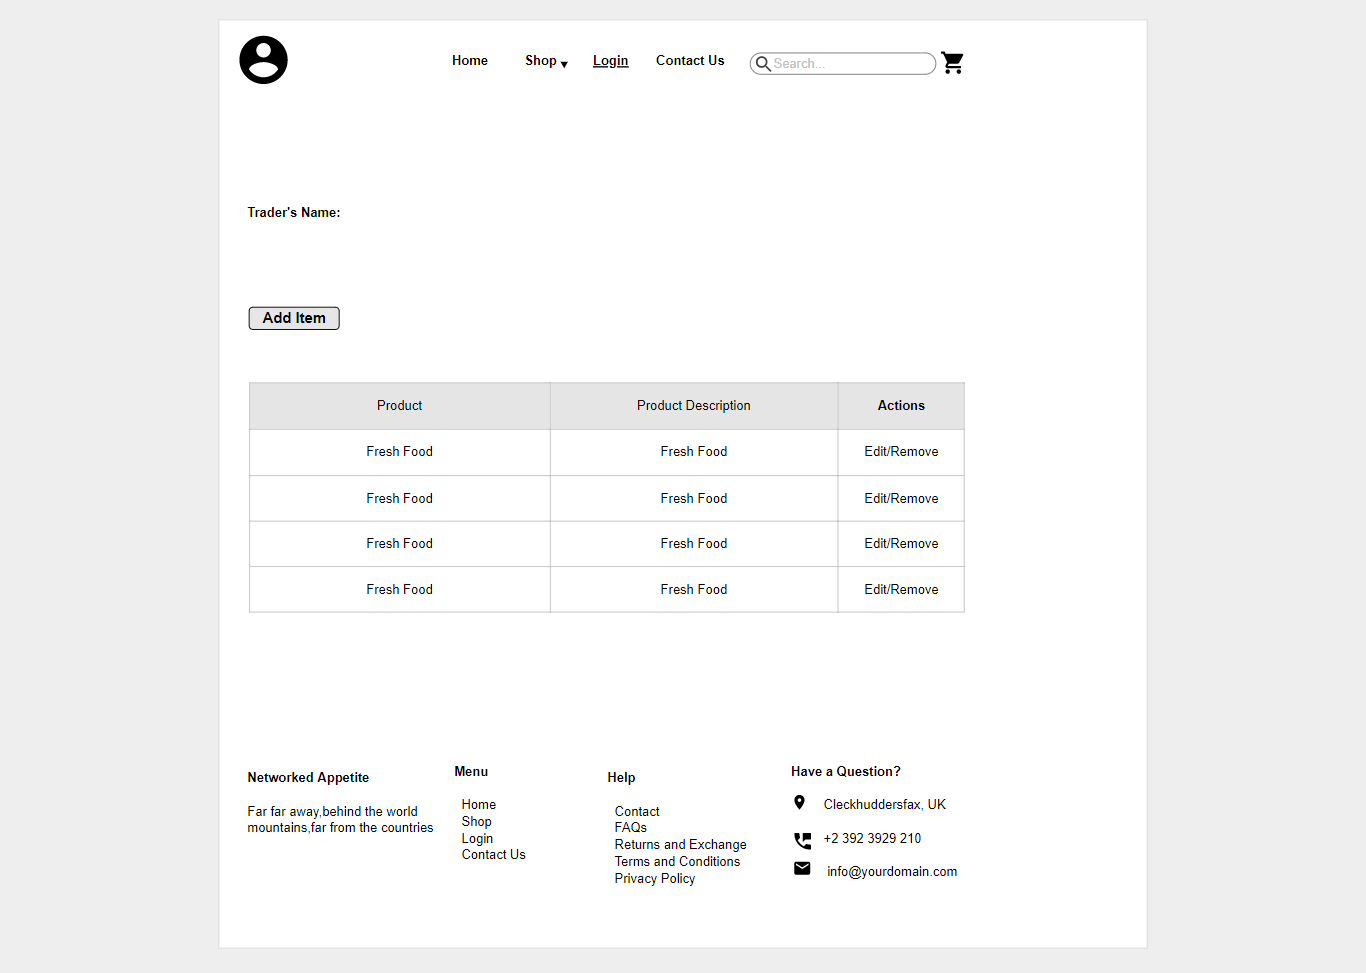 Home Shop Login Contact Us Search...
Trader's Name:
Add Item
Product Product Description Actions
Fresh Food Fresh Food Edit/Remove
Fresh Food Fresh Food Edit/Remove
Fresh Food Fresh Food Edit/Remove
Fresh Food Fresh Food Edit/Remove
Networked Appetite
Far far away,behind the world
mountains,far from the countries
Menu
Home
Shop
Login
Contact Us
Help
Contact
FAQs
Returns and Exchange
Terms and Conditions
Privacy Policy
Have a Question?
Cleckhuddersfax, UK
+2 392 3929 210
info@yourdomain.com